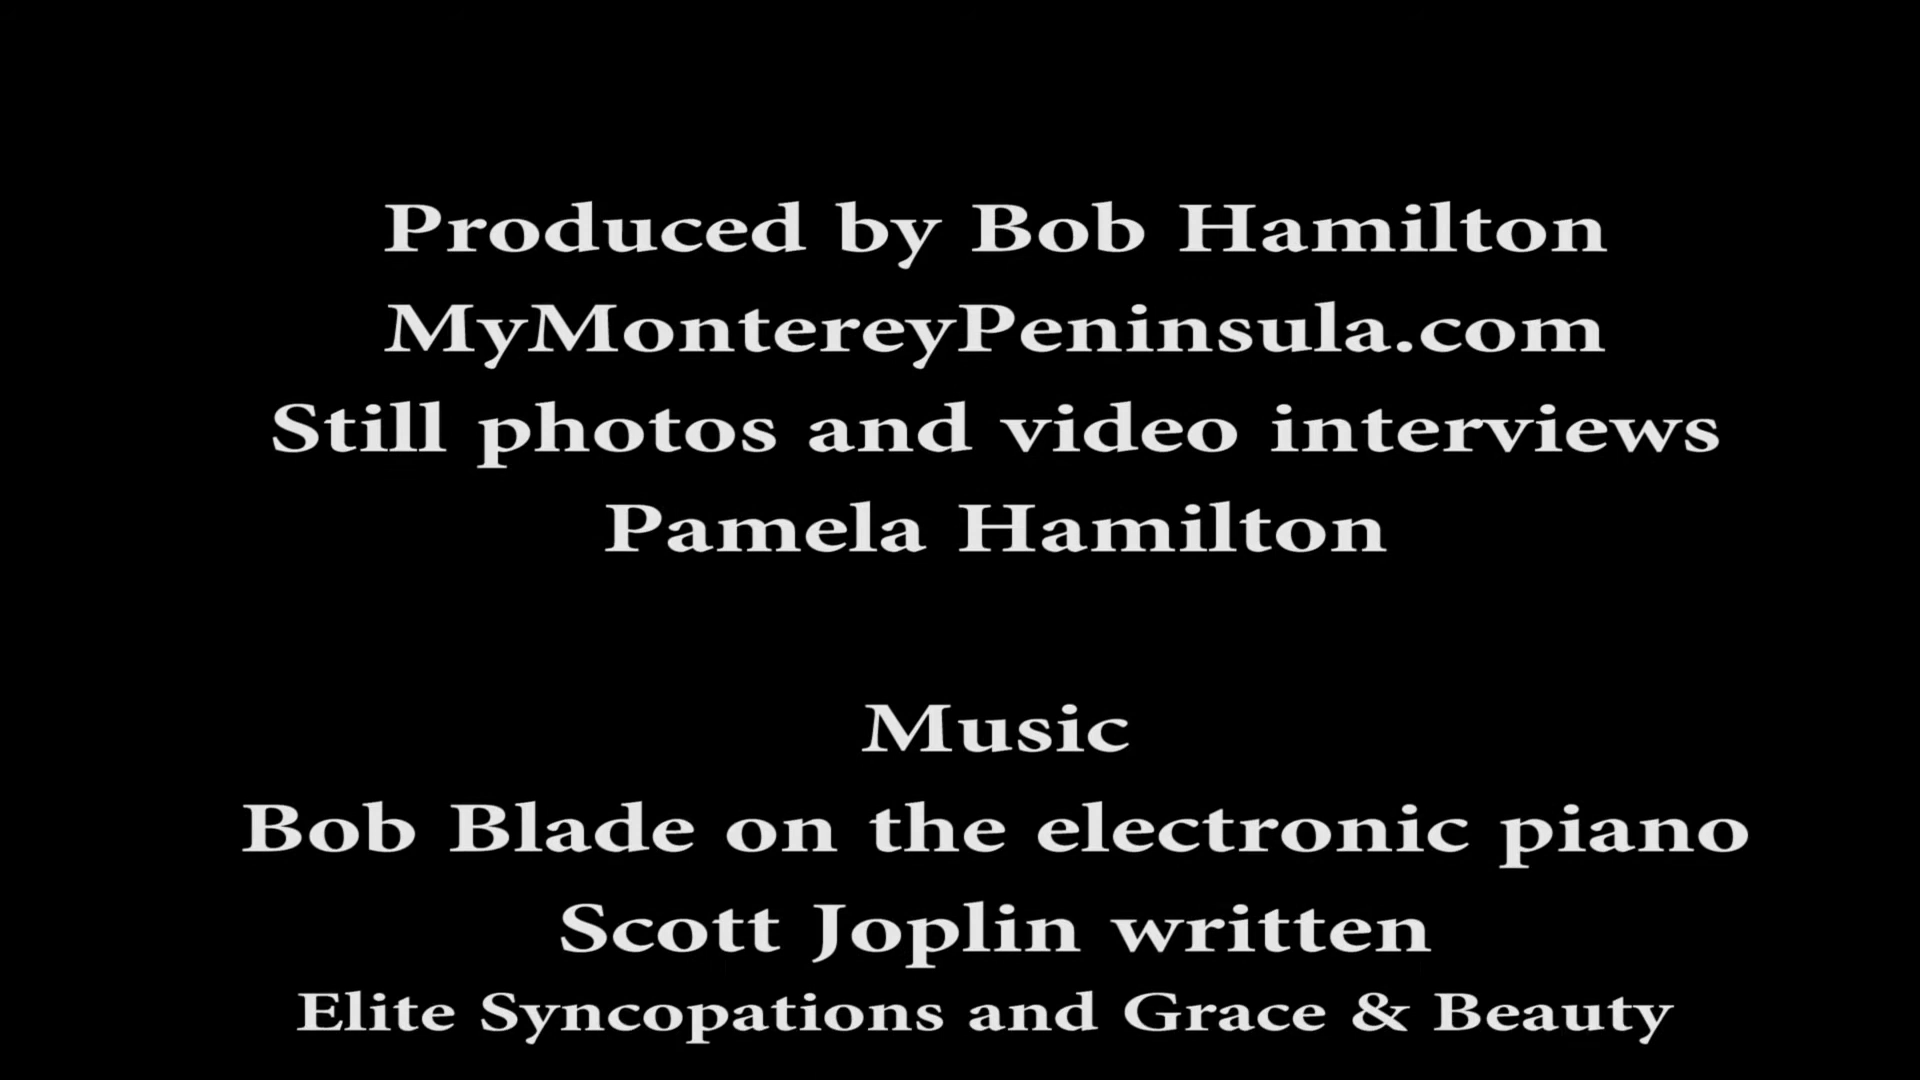 Produced by Bob Hamilton
MyMontereyPeninsula.com
Still photos and video interviews
Pamela Hamilton
Music
Bob Blade on the electronic piano
Scott Joplin written
Elite Syncopations and Grace & Beauty